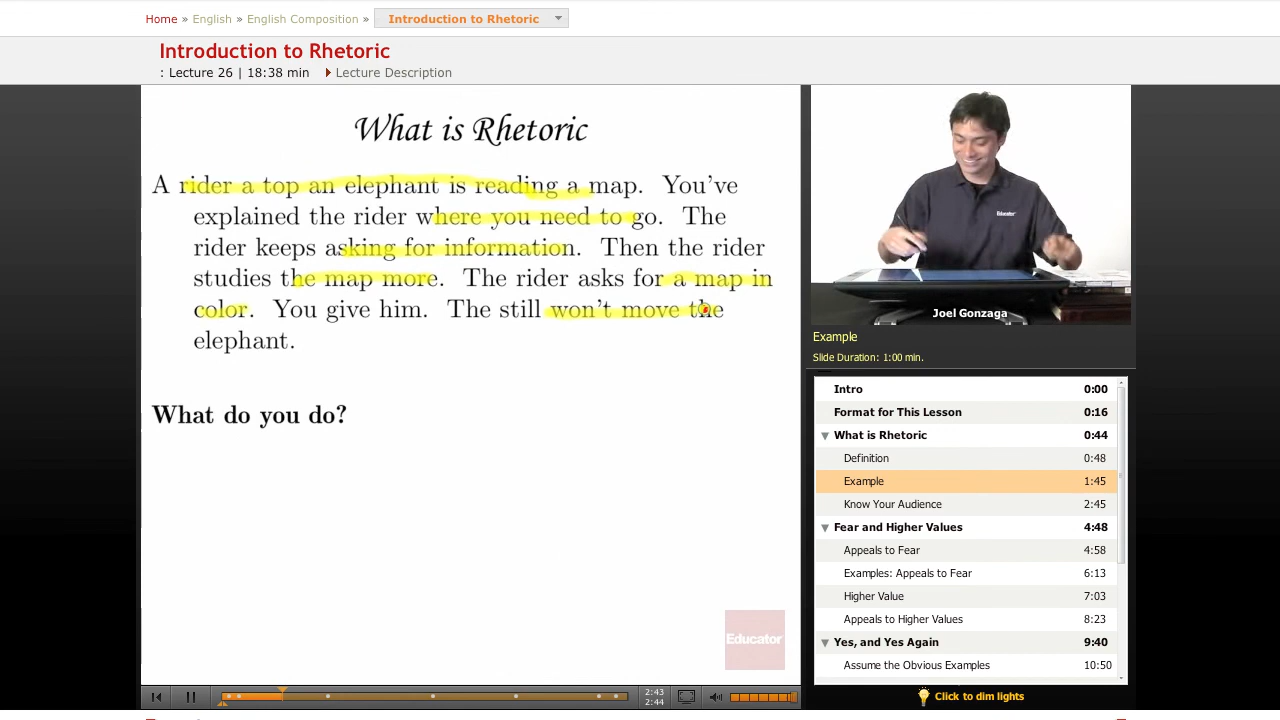 Home » English » English Composition » Introduction to Rhetoric
Introduction to Rhetoric
: Lecture 26 | 18:38 min Lecture Description
What is Rhetoric
A rider a top an elephant is reading a map. You've
explained the rider where you need to go. The
rider keeps asking for information. Then the rider
studies the map more. The rider asks for a map in
color. You give him. The still won't move the
elephant.
What do you do?
Educator
2:43
2:44
Educator
Joel Gonzaga
Example
Slide Duration: 1:00 min.
Intro 0:00
Format for This Lesson 0:16
What is Rhetoric 0:44
Definition 0:48
Example 1:45
Know Your Audience 2:45
Fear and Higher Values 4:48
Appeals to Fear 4:58
Examples: Appeals to Fear 6:13
Higher Value 7:03
Appeals to Higher Values 8:23
Yes, and Yes Again 9:40
Assume the Obvious Examples 10:50
Click to dim lights